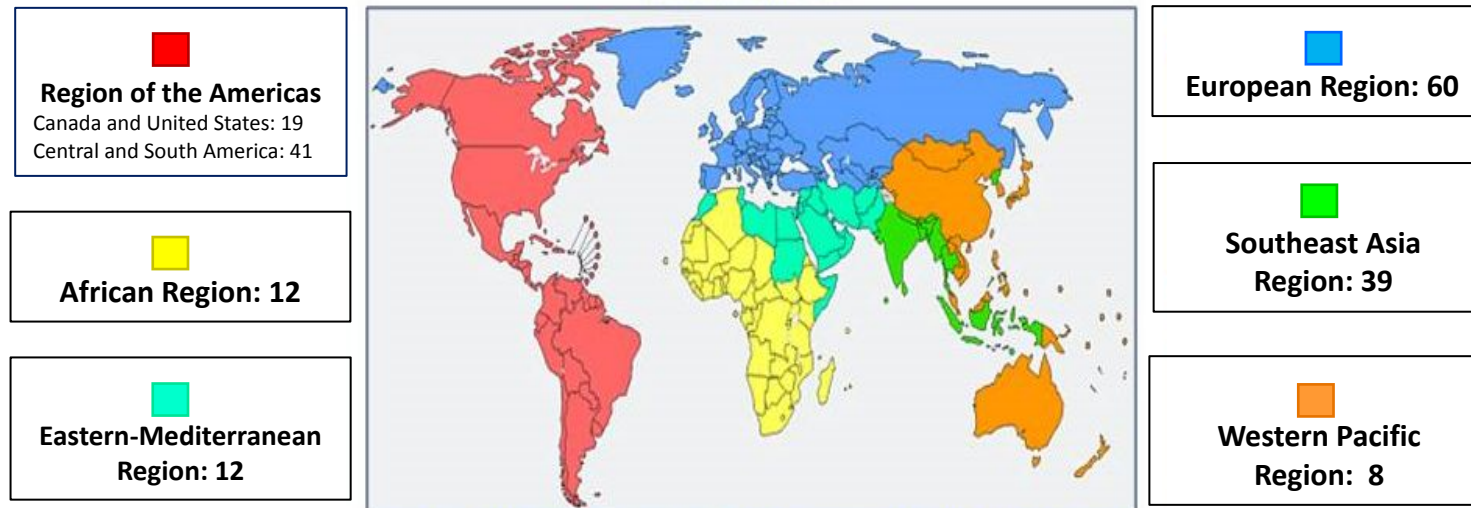 Region of the Americas
Canada and United States: 19
Central and South America: 41
African Region: 12
Eastern-Mediterranean
Region: 12
European Region: 60
Southeast Asia
Region: 39
Western Pacific
Region: 8